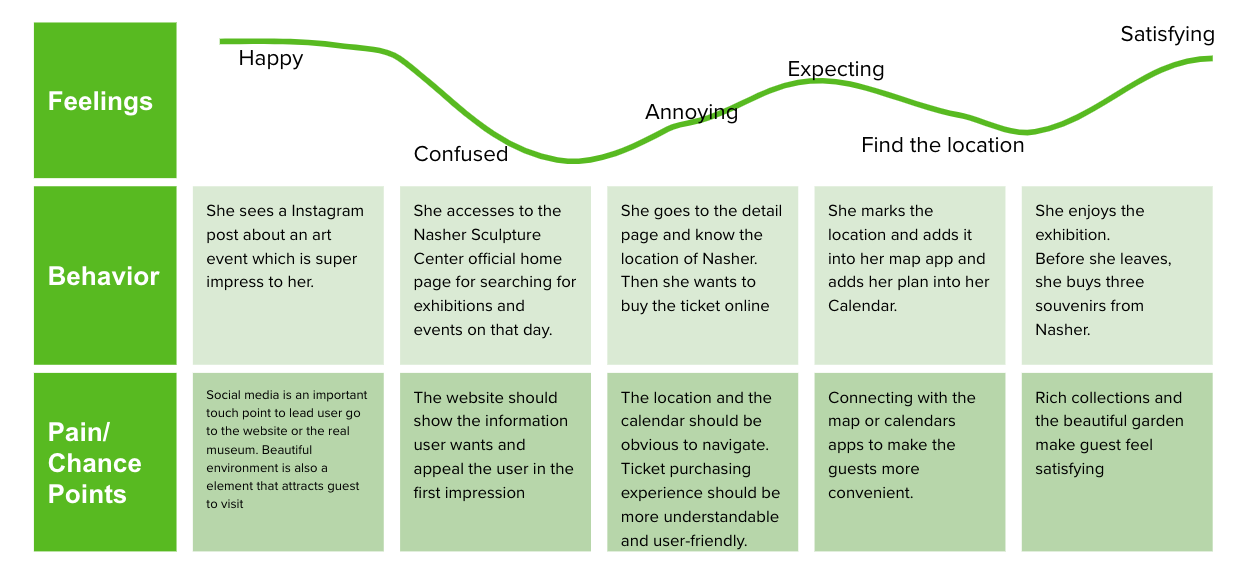 Feelings
Happy
Confused
Annoying
Expecting
Find the location
Satisfying
Behavior
She sees a Instagram
post about an art
event which is super
impress to her.
She accesses to the
Nasher Sculpture
Center official home
page for searching for
exhibitions and
events on that day.
She goes to the detail
page and know the
location of Nasher.
Then she wants to
buy the ticket online
She marks the
location and adds it
into her map app and
adds her plan into her
Calendar.
She enjoys the
exhibition.
Before she leaves,
she buys three
souvenirs from
Nasher.
Pain/
Chance
Points
Social media is an important
touch point to lead user go
to the website or the real
museum. Beautiful
environment is also a
element that attracts guest
to visit
The website should
show the information
user wants and
appeal the user in the
first impression
The location and the
calendar should be
obvious to navigate.
Ticket purchasing
experience should be
more understandable
and user-friendly.
Connecting with the
map or calendars
apps to make the
guests more
convenient.
Rich collections and
the beautiful garden
make guest feel
satisfying